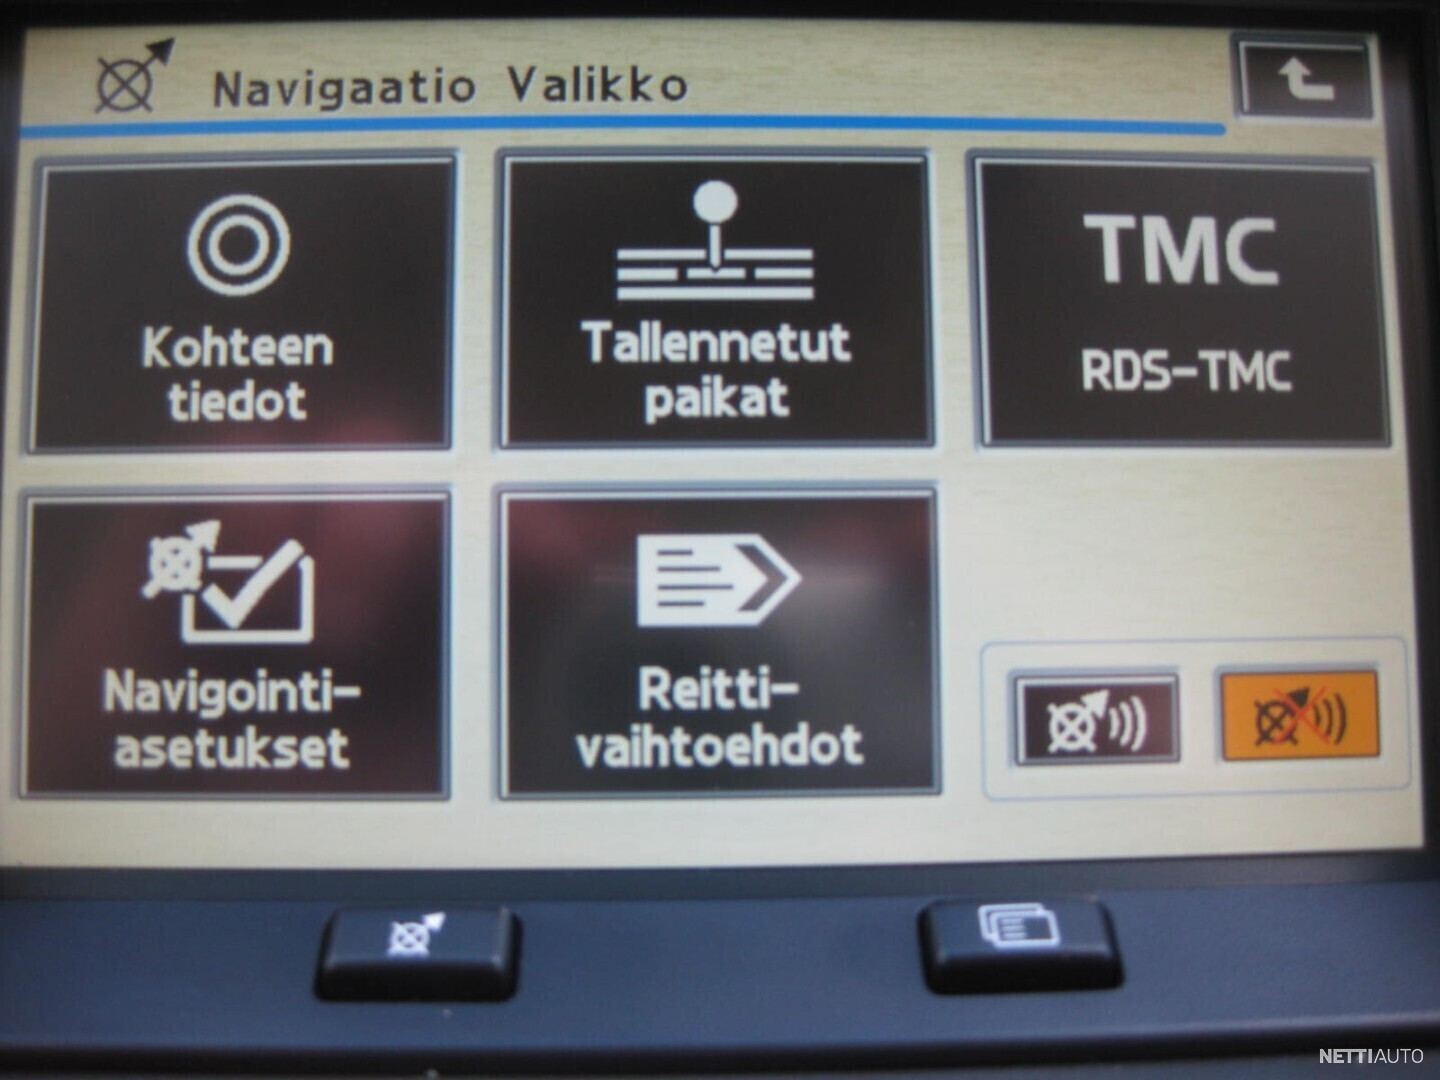 Navigaatio Valikko
Kohteen
tiedot
Tallennetut
paikat
TMC
RDS-TMC
Navigointi-
asetukset
Reitti-
vaihtoehdot
NETTIAUTO